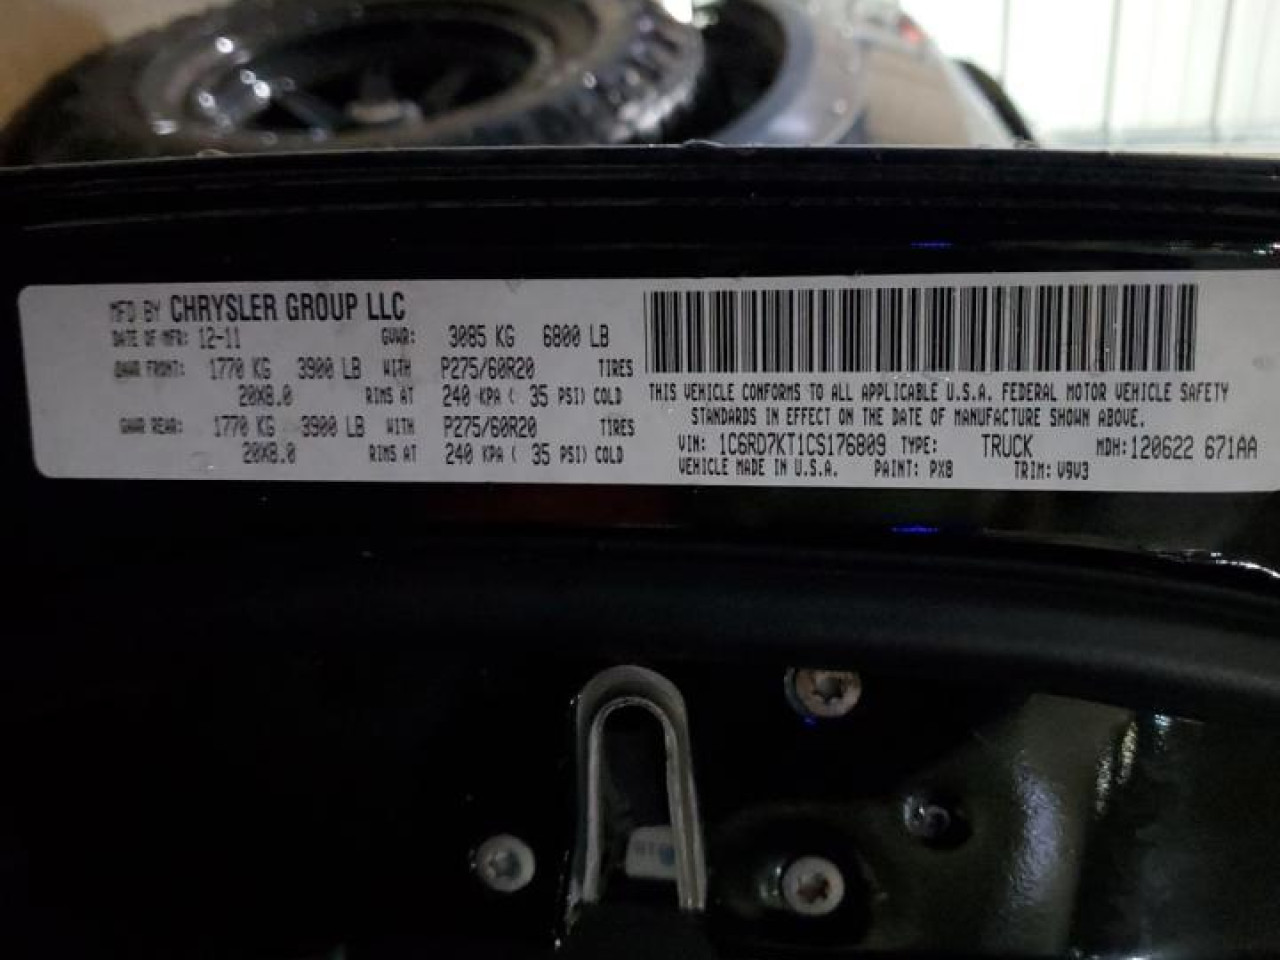 MFD BY CHRYSLER GROUP LLC
DATE OF MFR: 12-11 GVWR: 3085 KG 6800 LB
GAWR FRONT: 1770 KG 3900 LB WITH P275/60R20 TIRES
20X8.0 RIMS AT 240 KPA ( 35 PSI) COLD
GAWR REAR: 1770 KG 3900 LB WITH P275/60R20 TIRES
20X8.0 RIMS AT 240 KPA ( 35 PSI) COLD
THIS VEHICLE CONFORMS TO ALL APPLICABLE U.S.A. FEDERAL MOTOR VEHICLE SAFETY
STANDARDS IN EFFECT ON THE DATE OF MANUFACTURE SHOWN ABOVE.
VIN: 1C6RD7KT1CS176809 TYPE: TRUCK MDH: 120622 671AA
VEHICLE MADE IN U.S.A. PAINT: PX8 TRIM: V9V3